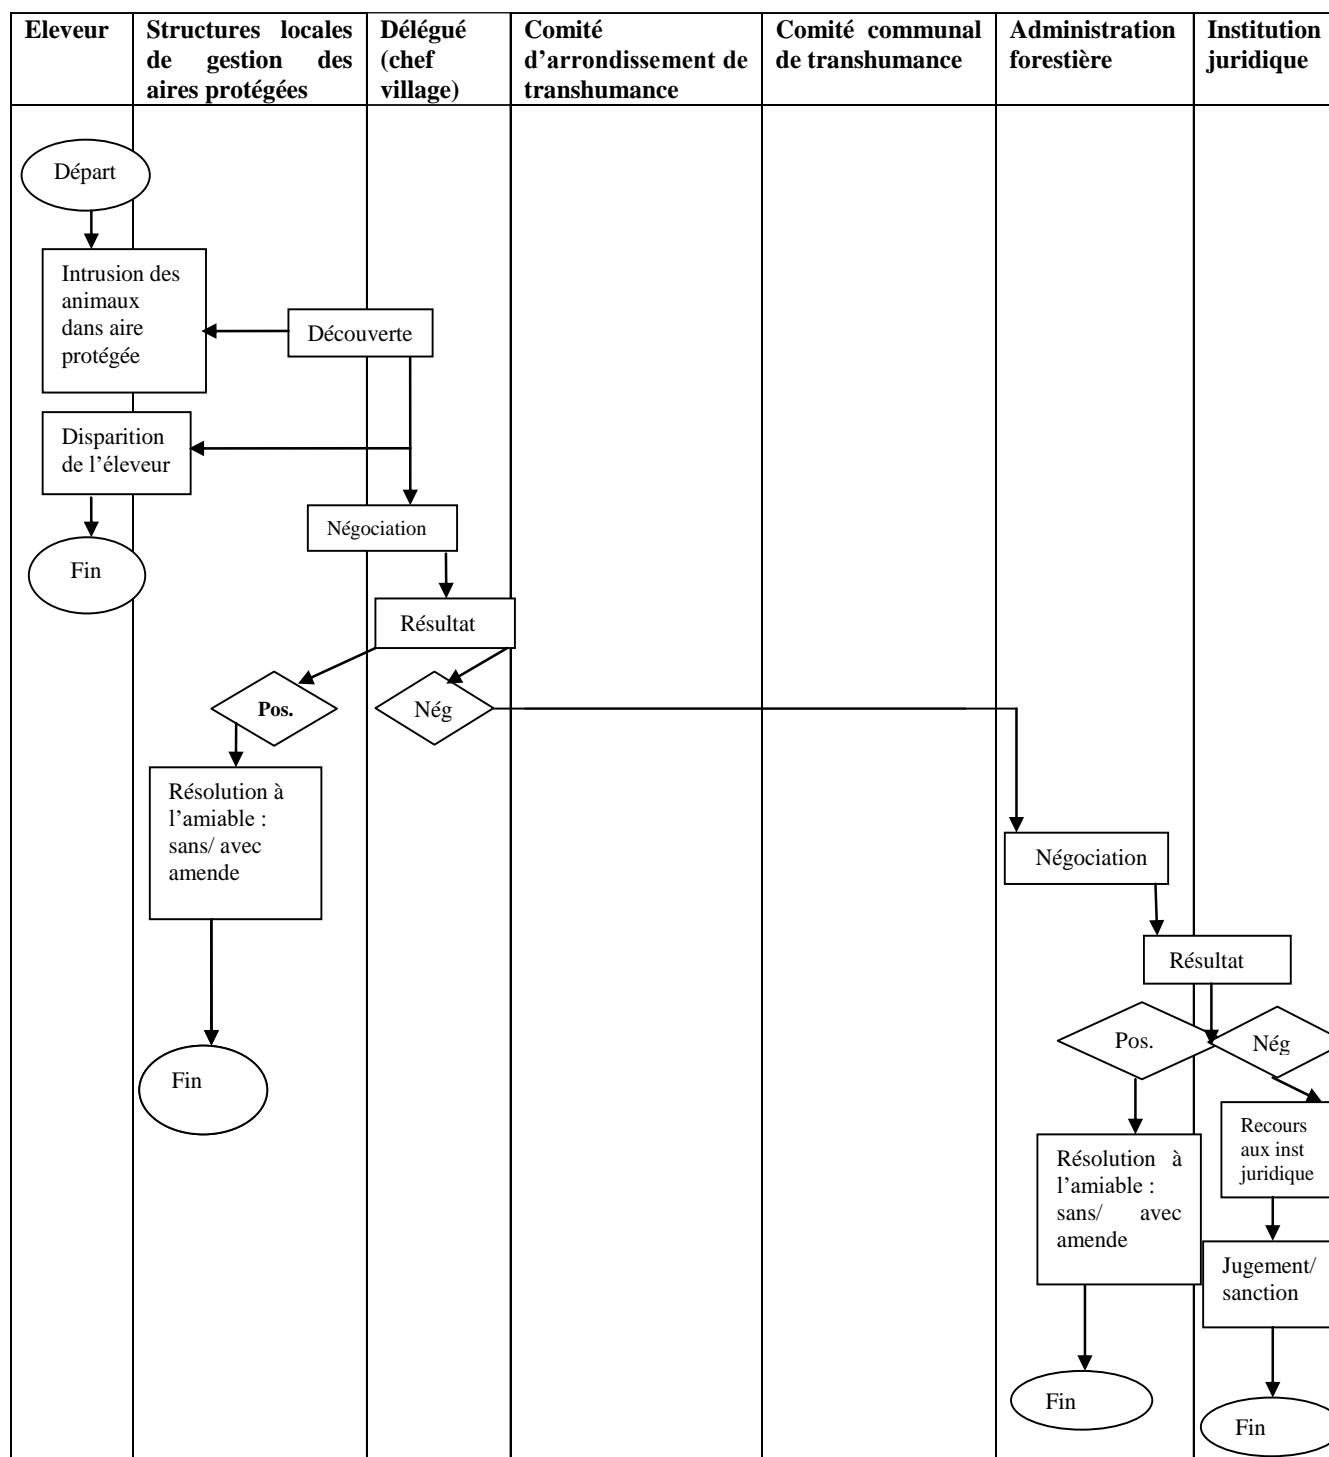 Eleveur
Structures locales
de gestion des
aires protégées
Délégué
(chef
village)
Comité
d’arrondissement de
transhumance
Comité communal
de transhumance
Administration
forestière
Institution
juridique
Départ
Intrusion des
animaux
dans aire
protégée
Découverte
Disparition
de l’éleveur
Négociation
Fin
Résultat
Pos.
Nég
Résolution à
l’amiable :
sans/ avec
amende
Négociation
Résultat
Pos.
Nég
Fin
Recours
aux inst
juridique
Résolution à
l’amiable :
sans/ avec
amende
Jugement/
sanction
Fin
Fin